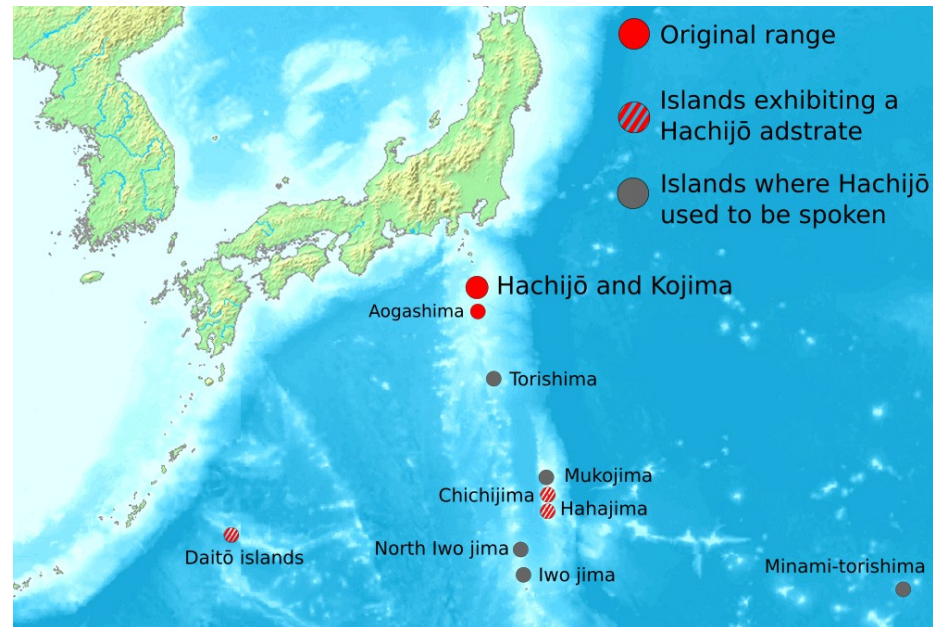 Original range
Islands exhibiting a
Hachijō adstrate
Islands where Hachijō
used to be spoken
Hachijō and Kojima
Aogashima
Torishima
Mukojima
Chichijima
Hahajima
North Iwo jima
Daitō islands
Iwo jima
Minami-torishima